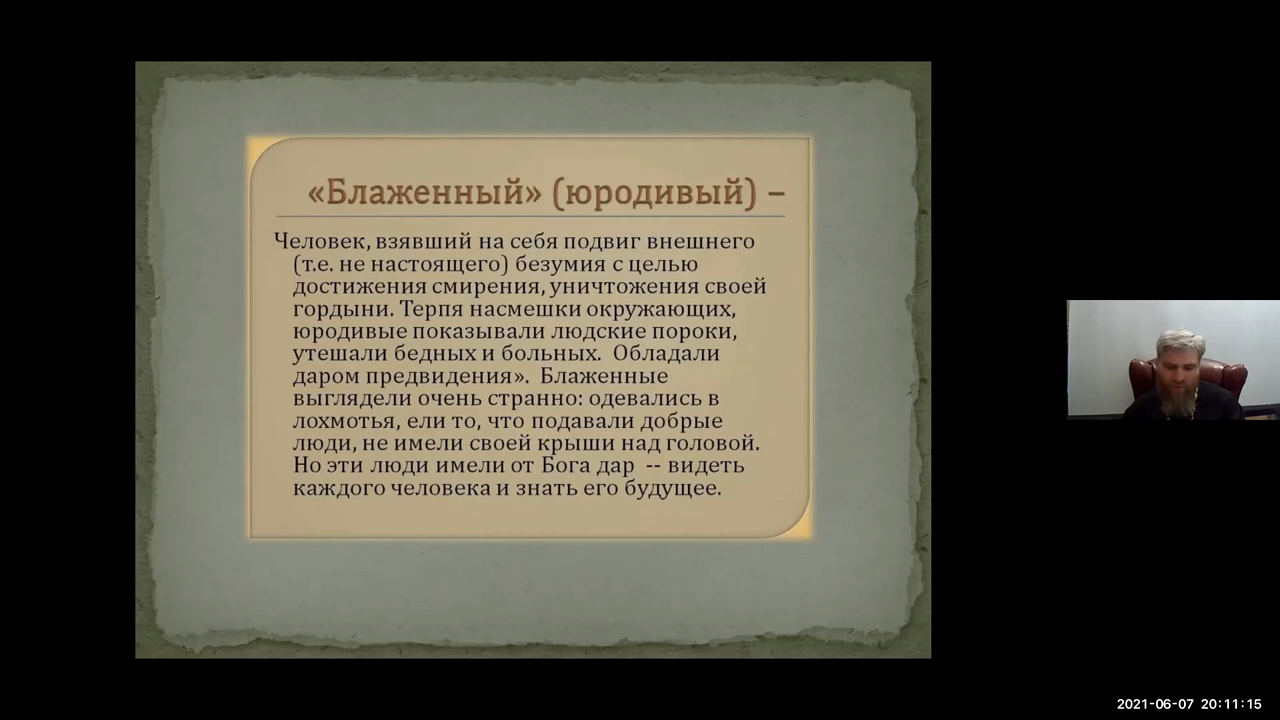 «Блаженный» (юродивый) –
Человек, взявший на себя подвиг внешнего
(т.е. не настоящего) безумия с целью
достижения смирения, уничтожения своей
гордыни. Терпя насмешки окружающих,
юродивые показывали людские пороки,
утешали бедных и больных.  Обладали
даром предвидения».  Блаженные
выглядели очень странно: одевались в
лохмотья, ели то, что подавали добрые
люди, не имели своей крыши над головой.
Но эти люди имели от Бога дар  -- видеть
каждого человека и знать его будущее.
2021-06-07 20:11:15